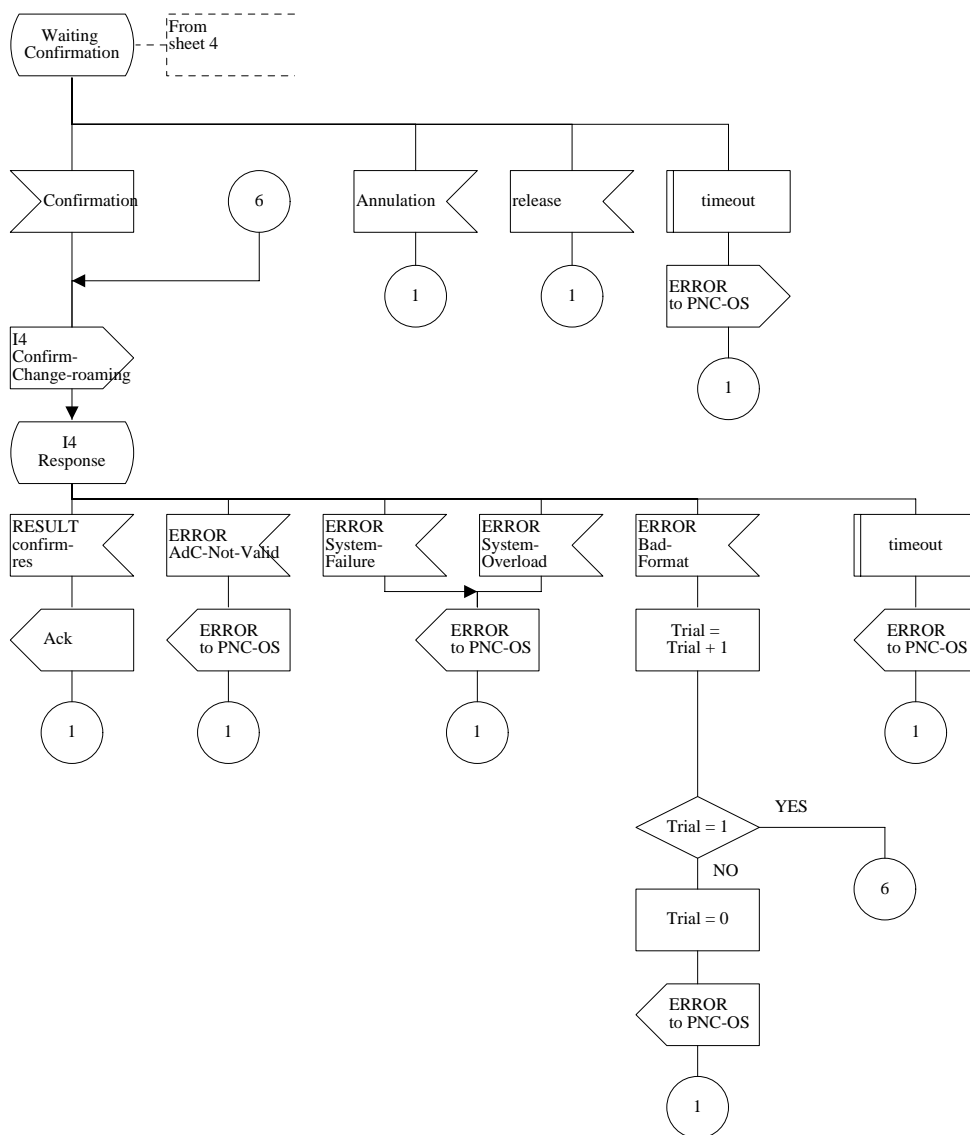 Waiting
Confirmation
From
sheet 4
Confirmation
6
Annulation
release
timeout
1
1
ERROR
to PNC-OS
1
I4
Confirm-
Change-roaming
I4
Response
RESULT
confirm-
res
ERROR
AdC-Not-Valid
ERROR
System-
Failure
ERROR
System-
Overload
ERROR
Bad-
Format
timeout
Ack
ERROR
to PNC-OS
ERROR
to PNC-OS
Trial =
Trial + 1
ERROR
to PNC-OS
1
1
1
1
Trial = 1
YES
NO
6
Trial = 0
ERROR
to PNC-OS
1